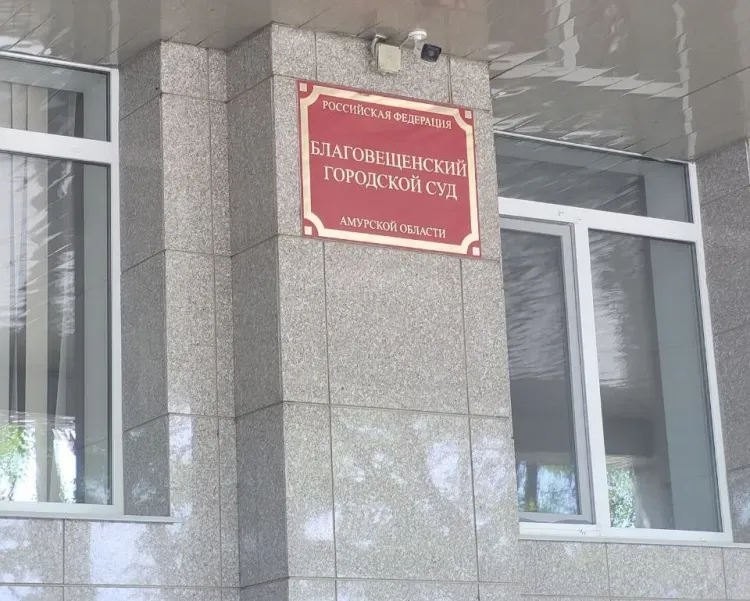 РОССИЙСКАЯ ФЕДЕРАЦИЯ
БЛАГОВЕЩЕНСКИЙ
ГОРОДСКОЙ СУД
АМУРСКОЙ ОБЛАСТИ